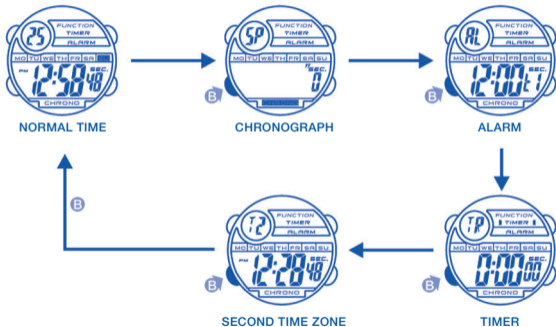 25
FUNCTION
TIMER
ALARM
MO TU WE TH FR SA
PM 12:58 48 SEC.
CHRONO
NORMAL TIME
SP
FUNCTION
TIMER
ALARM
MO TU WE TH FR SA SU
SEC.
0
B
CHRONOGRAPH
AL
FUNCTION
TIMER
ALARM
MO TU WE TH FR SA SU
12:00 t1
B
CHRONO
ALARM
B
T2
FUNCTION
TIMER
ALARM
MO TU WE TH FR SA SU
PM 12:28 48 SEC.
B
CHRONO
SECOND TIME ZONE
TR
FUNCTION
TIMER
ALARM
MO TU WE TH FR SA SU
0:00 00 SEC.
B
CHRONO
TIMER